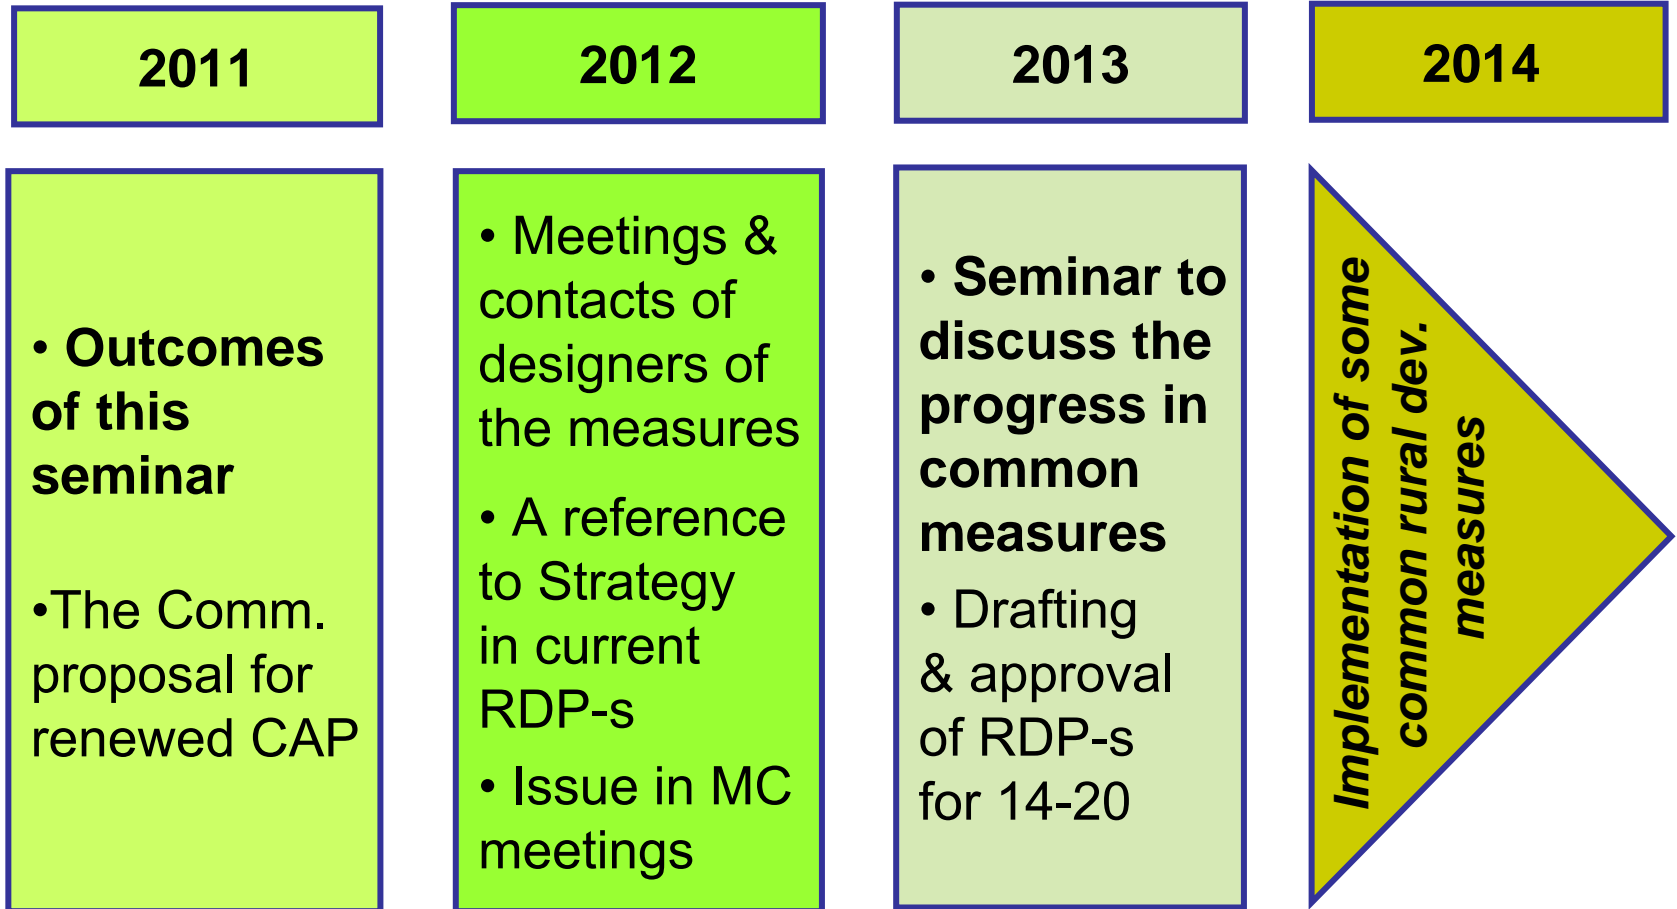 2011
• Outcomes
of this
seminar
•The Comm.
proposal for
renewed CAP
2012
• Meetings &
contacts of
designers of
the measures
• A reference
to Strategy
in current
RDP-s
• Issue in MC
meetings
2013
• Seminar to
discuss the
progress in
common
measures
• Drafting
& approval
of RDP-s
for 14-20
2014
Implementation of some
common rural dev.
measures